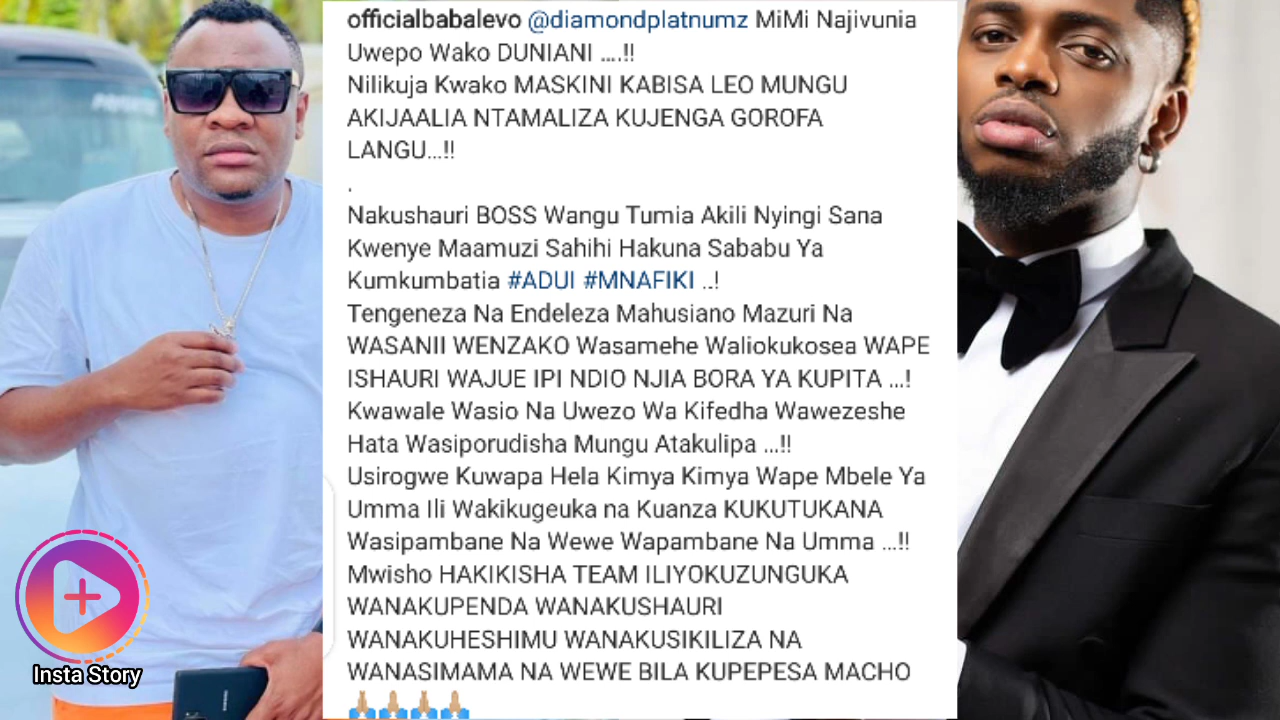 officialbabalevo @diamondplatnumz MiMi Najivunia
Uwepo Wako DUNIANI ....!!
Nilikuja Kwako MASKINI KABISA LEO MUNGU
AKIJAALIA NTAMALIZA KUJENGA GOROFA
LANGU...!!
.
Nakushauri BOSS Wangu Tumia Akili Nyingi Sana
Kwenye Maamuzi Sahihi Hakuna Sababu Ya
Kumkumbatia #ADUI #MNAFIKI ..!
Tengeneza Na Endeleza Mahusiano Mazuri Na
WASANII WENZAKO Wasamehe Waliokukosea WAPE
ISHAURI WAJUE IPI NDIO NJIA BORA YA KUPITA ...!
Kwawale Wasio Na Uwezo Wa Kifedha Wawezeshe
Hata Wasiporudisha Mungu Atakulipa ...!!
Usirogwe Kuwapa Hela Kimya Kimya Wape Mbele Ya
Umma Ili Wakikugeuka na Kuanza KUKUTUKANA
Wasipambane Na Wewe Wapambane Na Umma ...!!
Mwisho HAKIKISHA TEAM ILIYOKUZUNGUKA
WANAKUPENDA WANAKUSHAURI
WANAKUHESHIMU WANAKUSIKILIZA NA
WANASIMAMA NA WEWE BILA KUPEPESA MACHO
🙏🏽🙏🏽🙏🏽🙏🏽
Insta Story
SAMSUNG